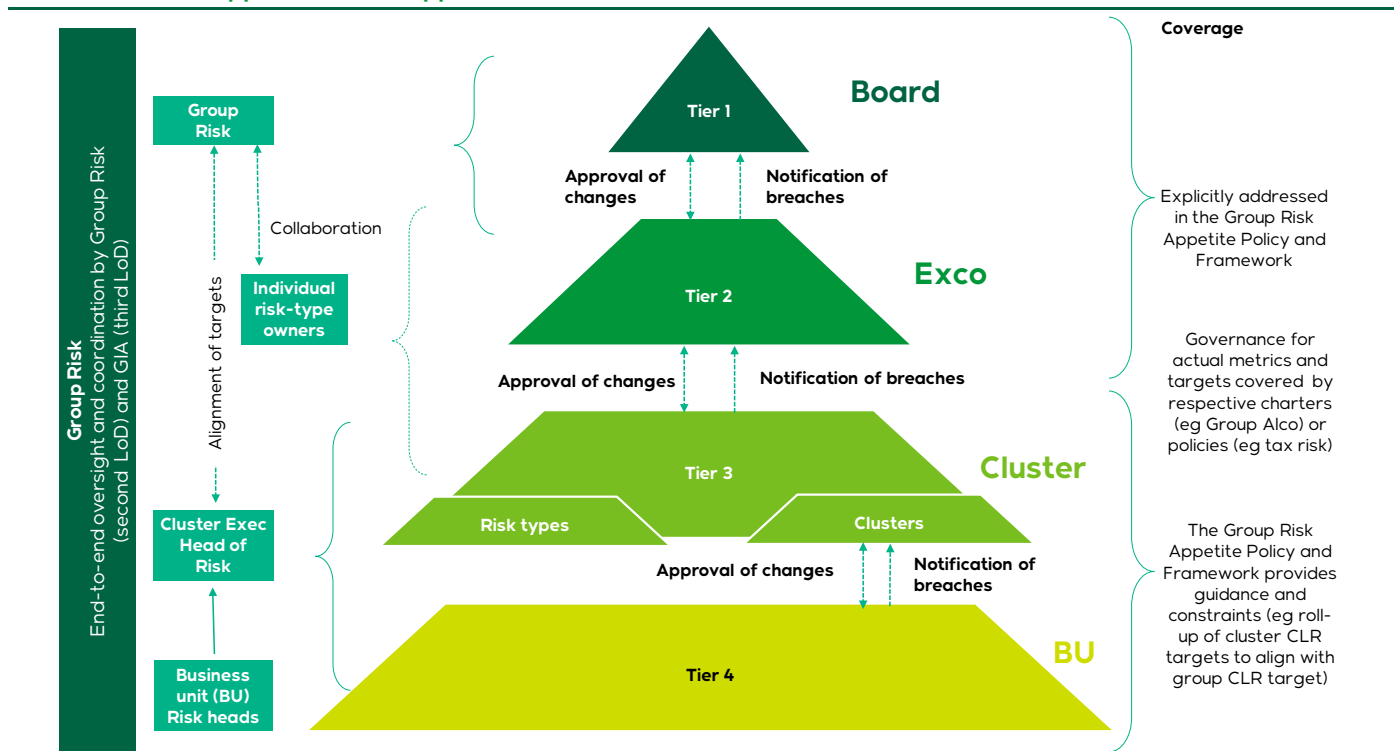 Group Risk
End-to-end oversight and coordination by Group Risk
(second LoD) and GIA (third LoD)
Group
Risk
Collaboration
Individual
risk-type
owners
Alignment of targets
Cluster Exec
Head of
Risk
Business
unit (BU)
Risk heads
Tier 1
Board
Approval of
changes
Notification of
breaches
Tier 2
Exco
Approval of changes
Notification of breaches
Tier 3
Cluster
Risk types
Clusters
Approval of changes
Notification of
breaches
Tier 4
BU
Coverage
Explicitly addressed
in the Group Risk
Appetite Policy and
Framework
Governance for
actual metrics and
targets covered by
respective charters
(eg Group Alco) or
policies (eg tax risk)
The Group Risk
Appetite Policy and
Framework provides
guidance and
constraints (eg roll-
up of cluster CLR
targets to align with
group CLR target)